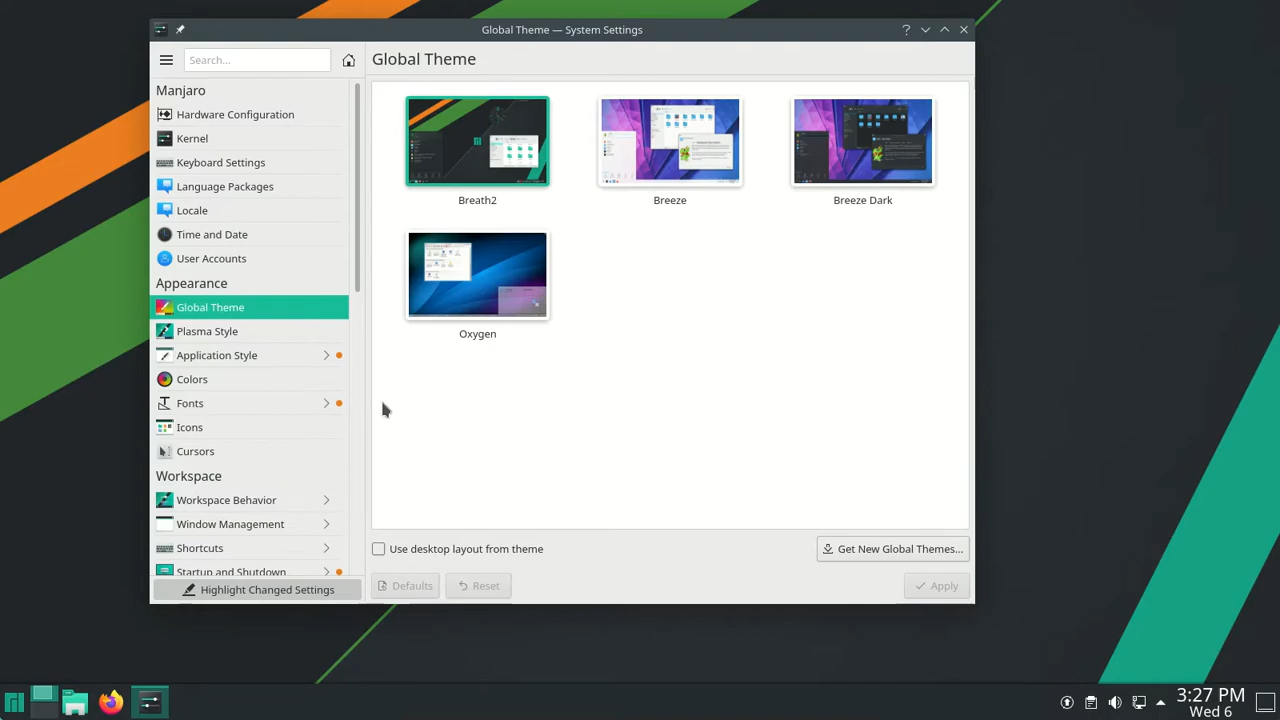 Global Theme — System Settings
Search...
Global Theme
Manjaro
Hardware Configuration
Kernel
Keyboard Settings
Language Packages
Locale
Time and Date
User Accounts
Appearance
Global Theme
Plasma Style
Application Style
Colors
Fonts
Icons
Cursors
Workspace
Workspace Behavior
Window Management
Shortcuts
Startup and Shutdown
Highlight Changed Settings
Breath2
Breeze
Breeze Dark
Oxygen
Use desktop layout from theme
Get New Global Themes...
Defaults
Reset
Apply
3:27 PM
Wed 6